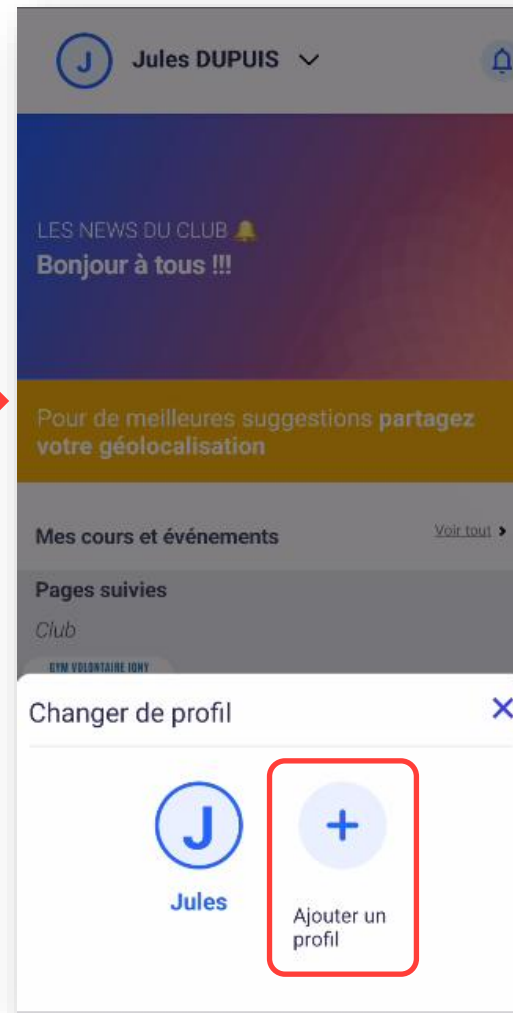 J Jules DUPUIS
LES NEWS DU CLUB 🔔
Bonjour à tous !!!
Pour de meilleures suggestions partagez
votre géolocalisation
Mes cours et événements Voir tout
Pages suivies
Club
GYM VOLONTAIRE IGNY
Changer de profil
J
Jules
Ajouter un
profil